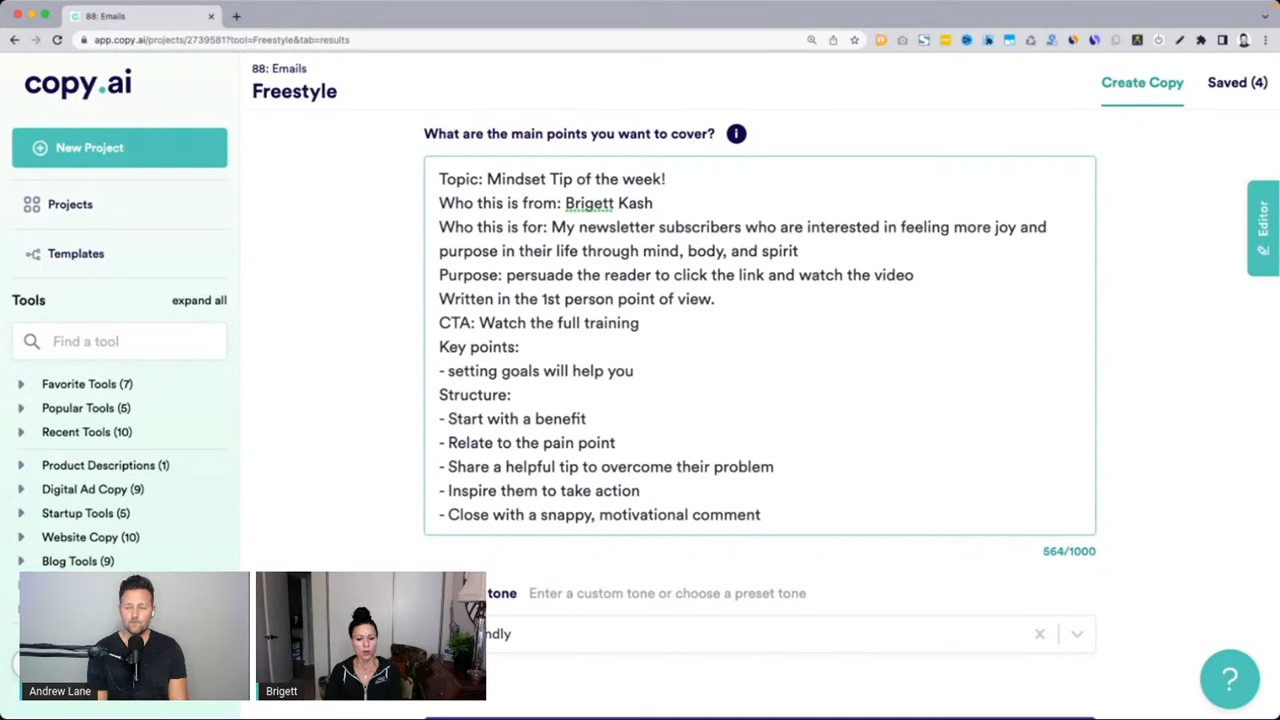 88: Emails
app.copy.ai/projects/2739581?tool=Freestyle&tab=results
copy.ai
New Project
Projects
Templates
Tools
expand all
Find a tool
Favorite Tools (7)
Popular Tools (5)
Recent Tools (10)
Product Descriptions (1)
Digital Ad Copy (9)
Startup Tools (5)
Website Copy (10)
Blog Tools (9)
88: Emails
Freestyle
Create Copy
Saved (4)
What are the main points you want to cover?
Topic: Mindset Tip of the week!
Who this is from: Brigett Kash
Who this is for: My newsletter subscribers who are interested in feeling more joy and
purpose in their life through mind, body, and spirit
Purpose: persuade the reader to click the link and watch the video
Written in the 1st person point of view.
CTA: Watch the full training
Key points:
- setting goals will help you
Structure:
- Start with a benefit
- Relate to the pain point
- Share a helpful tip to overcome their problem
- Inspire them to take action
- Close with a snappy, motivational comment
564/1000
tone
Enter a custom tone or choose a preset tone
ndly
Editor
?
Andrew Lane
Brigett